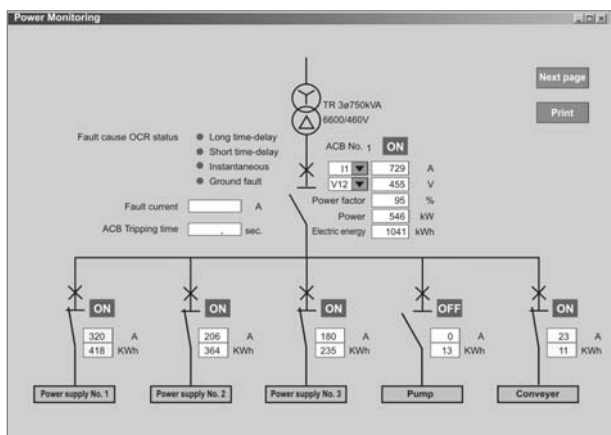 Power Monitoring
Next page
Print
TR 3ø750kVA
6600/460V
Fault cause OCR status
Long time-delay
Short time-delay
Instantaneous
Ground fault
ACB No. 1 ON
I1 729 A
V12 455 V
Power factor 95 %
Power 546 kW
Electric energy 1041 kWh
Fault current A
ACB Tripping time . sec.
ON ON ON OFF ON
320 A 206 A 180 A 0 A 23 A
418 KWh 364 KWh 235 KWh 13 KWh 11 KWh
Power supply No. 1 Power supply No. 2 Power supply No. 3 Pump Conveyer